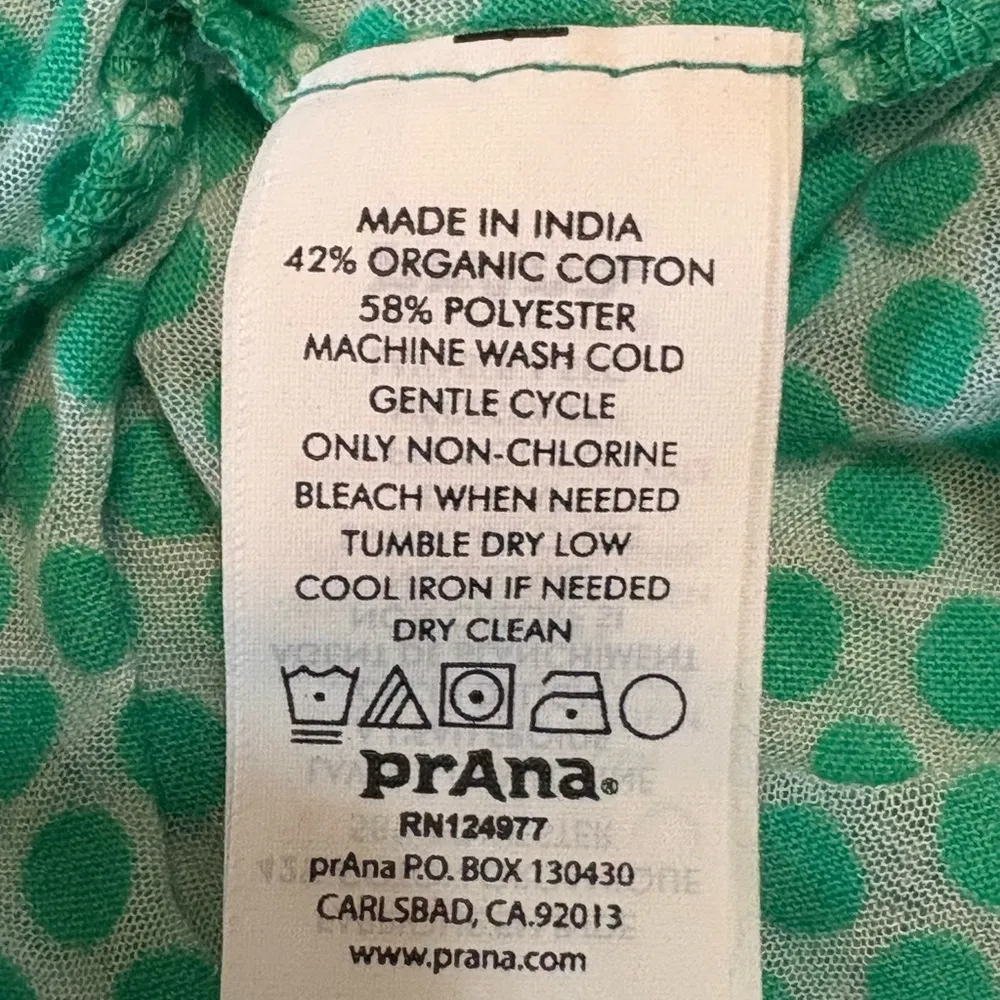 MADE IN INDIA
42% ORGANIC COTTON
58% POLYESTER
MACHINE WASH COLD
GENTLE CYCLE
ONLY NON-CHLORINE
BLEACH WHEN NEEDED
TUMBLE DRY LOW
COOL IRON IF NEEDED
DRY CLEAN
prAna®
RN124977
prAna P.O. BOX 130430
CARLSBAD, CA.92013
www.prana.com